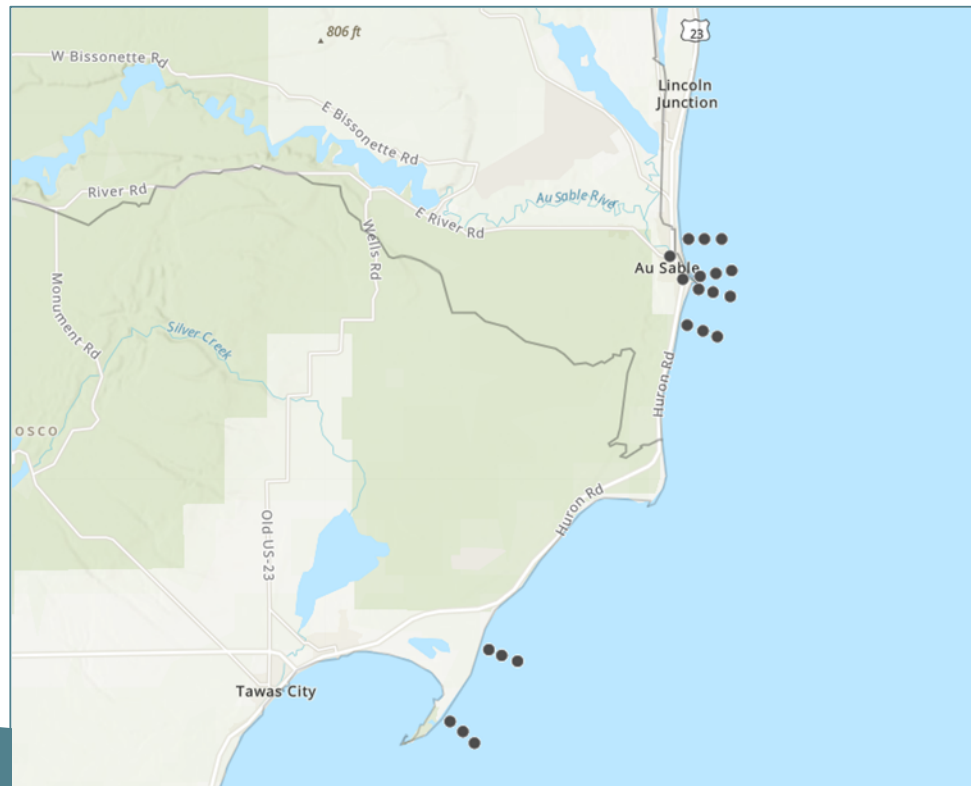 806 ft
23
W Bissonette Rd
Lincoln
Junction
E Bissonette Rd
River Rd
Au Sable River
E River Rd
Wells Rd
Au Sable
Monument Rd
Silver Creek
Huron Rd
OSCO
Huron Rd
Old US-23
Tawas City